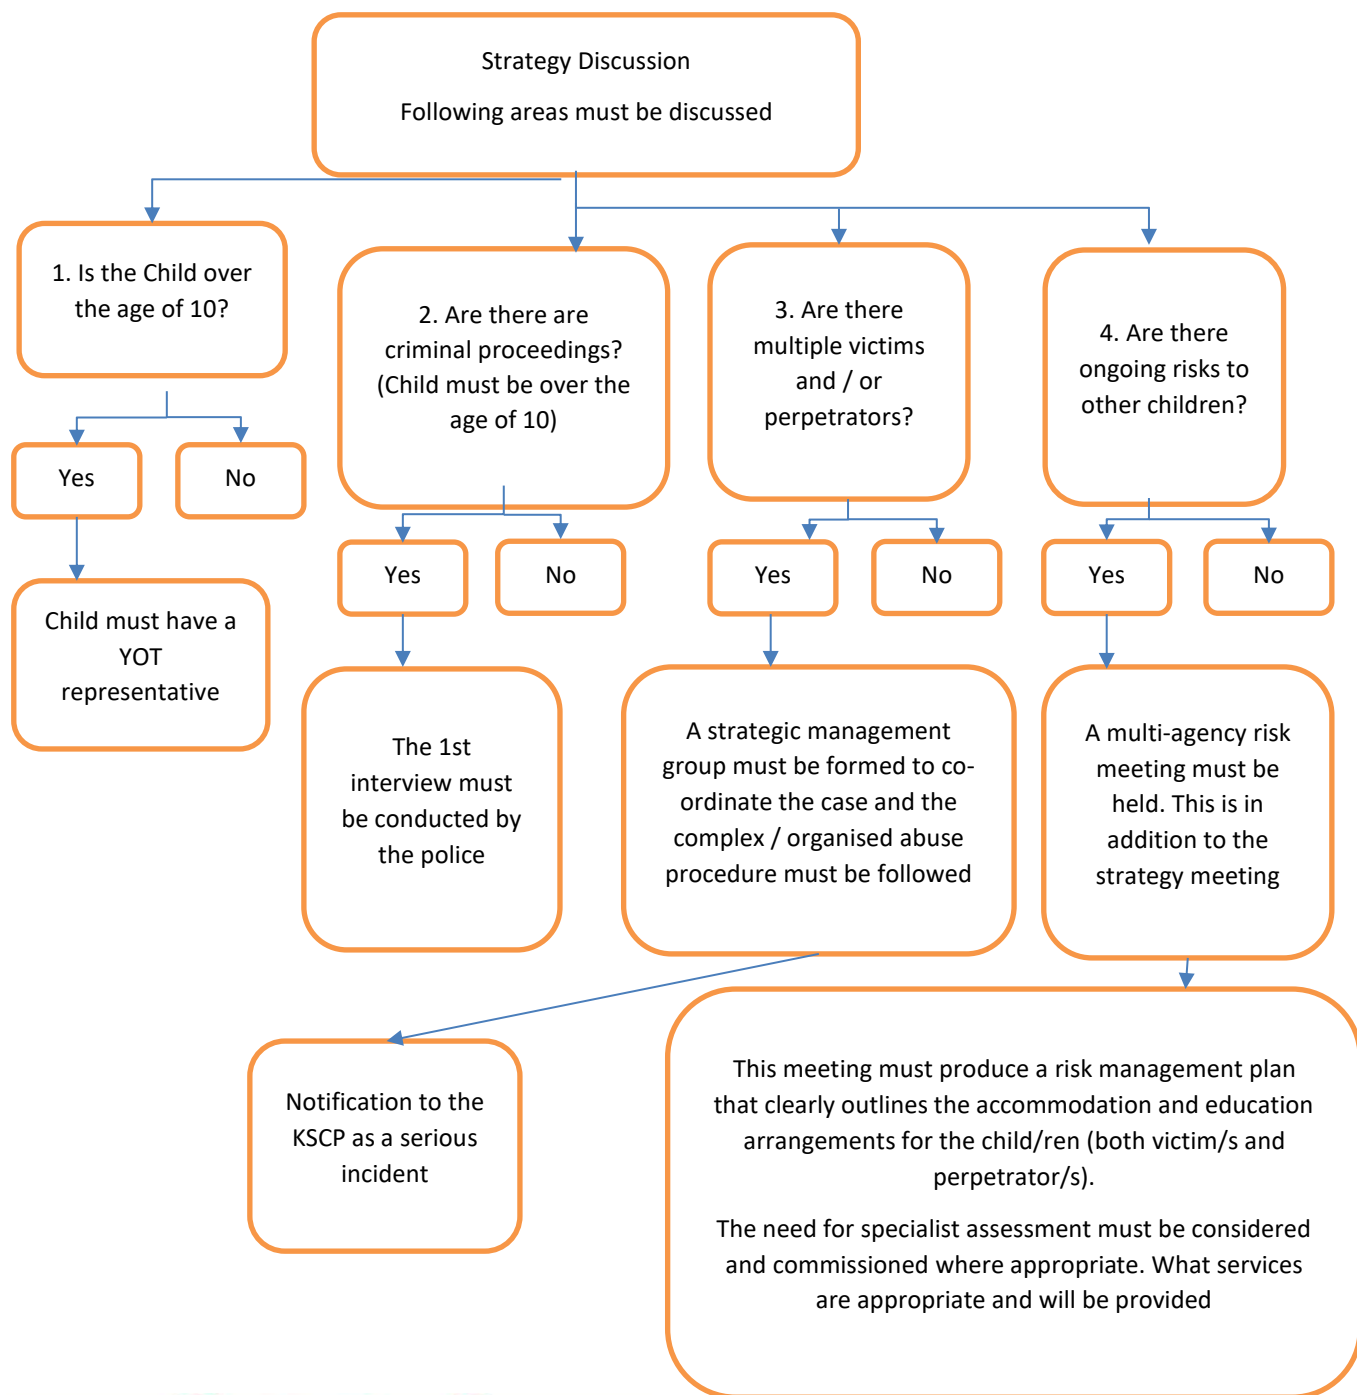 Strategy Discussion
Following areas must be discussed
1. Is the Child over
the age of 10?
2. Are there are
criminal proceedings?
(Child must be over the
age of 10)
3. Are there
multiple victims
and / or
perpetrators?
4. Are there
ongoing risks to
other children?
Yes
No
Yes
No
Yes
No
Yes
No
Child must have a
YOT
representative
The 1st
interview must
be conducted by
the police
A strategic management
group must be formed to co-
ordinate the case and the
complex / organised abuse
procedure must be followed
A multi-agency risk
meeting must be
held. This is in
addition to the
strategy meeting
Notification to the
KSCP as a serious
incident
This meeting must produce a risk management plan
that clearly outlines the accommodation and education
arrangements for the child/ren (both victim/s and
perpetrator/s).
The need for specialist assessment must be considered
and commissioned where appropriate. What services
are appropriate and will be provided